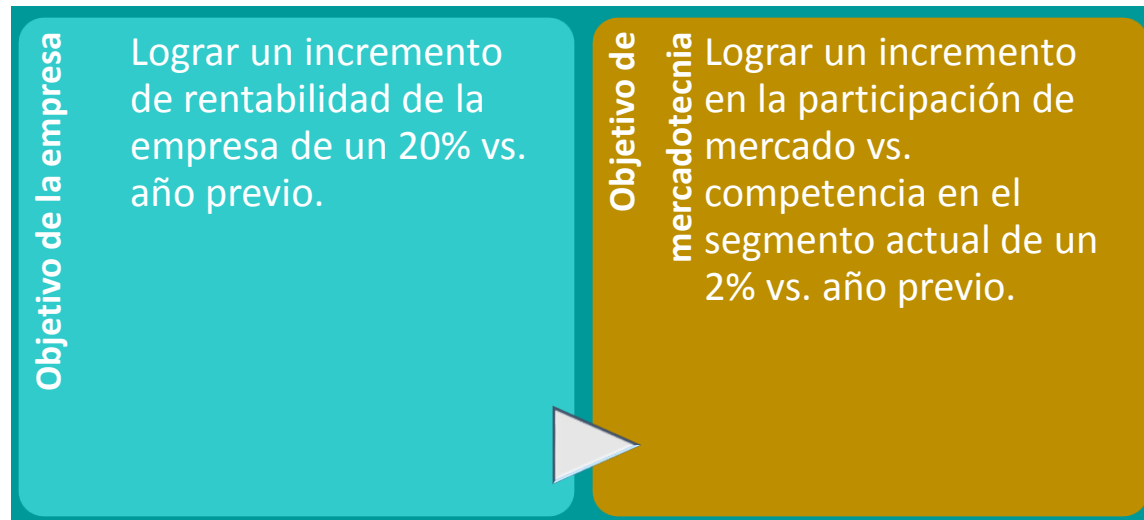 Objetivo de la empresa
Lograr un incremento
de rentabilidad de la
empresa de un 20% vs.
año previo.
Objetivo de
mercadotecnia
Lograr un incremento
en la participación de
mercado vs.
competencia en el
segmento actual de un
2% vs. año previo.